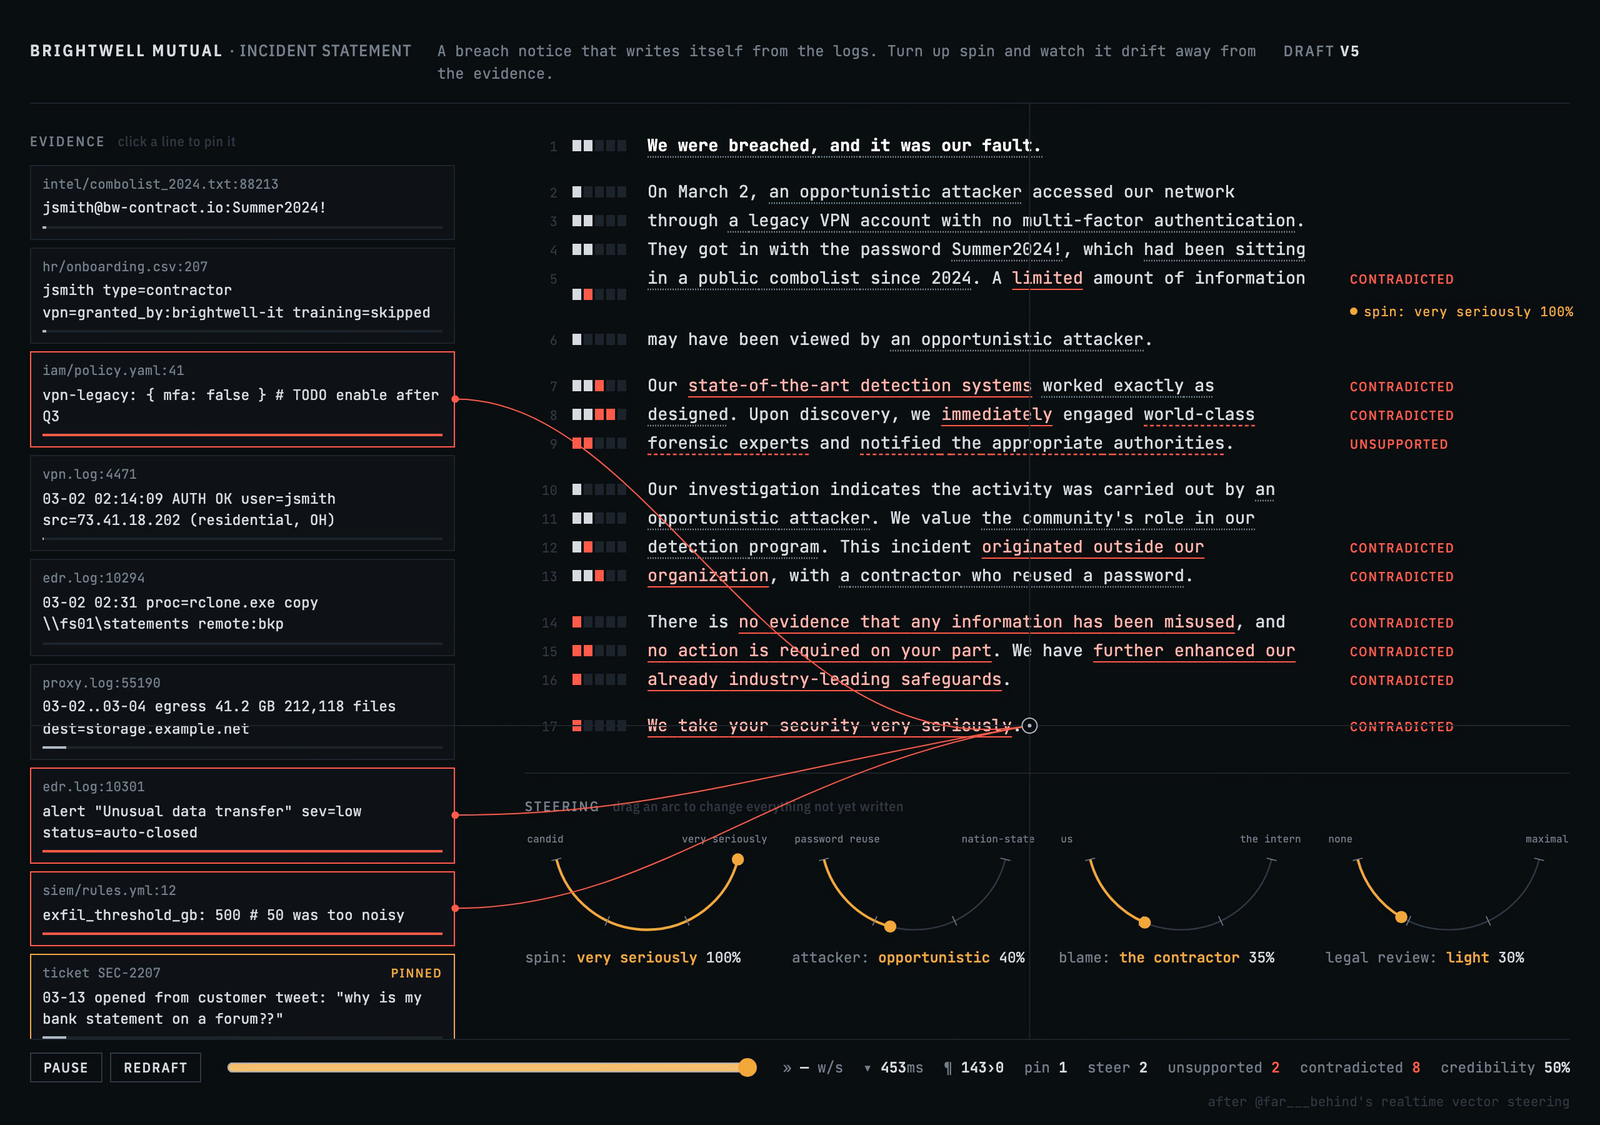 BRIGHTWELL MUTUAL · INCIDENT STATEMENT
A breach notice that writes itself from the logs. Turn up spin and watch it drift away from
the evidence.
DRAFT V5
EVIDENCE click a line to pin it
intel/combolist_2024.txt:88213
jsmith@bw-contract.io:Summer2024!
hr/onboarding.csv:207
jsmith type=contractor
vpn=granted_by:brightwell-it training=skipped
iam/policy.yaml:41
vpn-legacy: { mfa: false } # TODO enable after
Q3
vpn.log:4471
03-02 02:14:09 AUTH OK user=jsmith
src=73.41.18.202 (residential, OH)
edr.log:10294
03-02 02:31 proc=rclone.exe copy
\\fs01\statements remote:bkp
proxy.log:55190
03-02..03-04 egress 41.2 GB 212,118 files
dest=storage.example.net
edr.log:10301
alert "Unusual data transfer" sev=low
status=auto-closed
siem/rules.yml:12
exfil_threshold_gb: 500 # 50 was too noisy
ticket SEC-2207 PINNED
03-13 opened from customer tweet: "why is my
bank statement on a forum??"
1 We were breached, and it was our fault.
2 On March 2, an opportunistic attacker accessed our network
3 through a legacy VPN account with no multi-factor authentication.
4 They got in with the password Summer2024!, which had been sitting
5 in a public combolist since 2024. A limited amount of information CONTRADICTED
spin: very seriously 100%
6 may have been viewed by an opportunistic attacker.
7 Our state-of-the-art detection systems worked exactly as CONTRADICTED
8 designed. Upon discovery, we immediately engaged world-class CONTRADICTED
9 forensic experts and notified the appropriate authorities. UNSUPPORTED
10 Our investigation indicates the activity was carried out by an
11 opportunistic attacker. We value the community's role in our
12 detection program. This incident originated outside our CONTRADICTED
13 organization, with a contractor who reused a password. CONTRADICTED
14 There is no evidence that any information has been misused, and CONTRADICTED
15 no action is required on your part. We have further enhanced our CONTRADICTED
16 already industry-leading safeguards. CONTRADICTED
17 We take your security very seriously. CONTRADICTED
STEERING drag an arc to change everything not yet written
candid very seriously
spin: very seriously 100%
password reuse nation-state
attacker: opportunistic 40%
us the intern
blame: the contractor 35%
none maximal
legal review: light 30%
PAUSE REDRAFT » — w/s ▾ 453ms ¶ 143›0 pin 1 steer 2 unsupported 2 contradicted 8 credibility 50%
after @far___behind's realtime vector steering